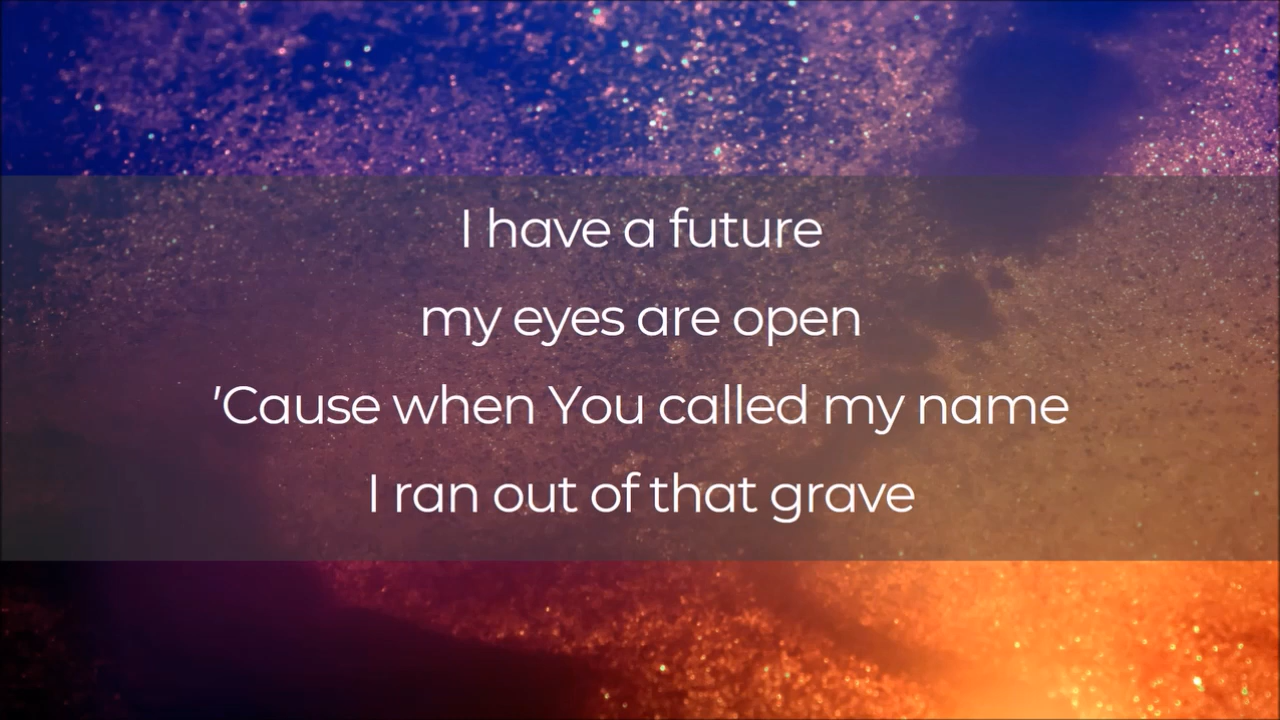 I have a future
my eyes are open
'Cause when You called my name
I ran out of that grave